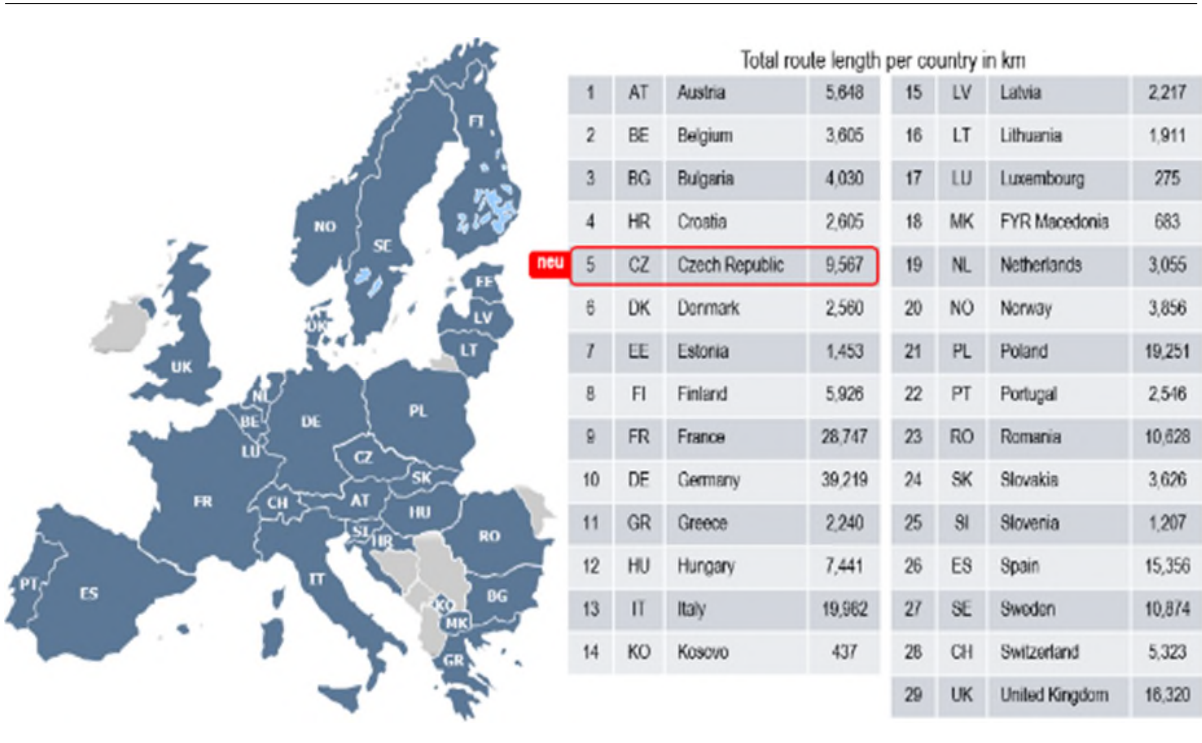 Total route length per country in km
1 AT Austria 5,648
2 BE Belgium 3,605
3 BG Bulgaria 4,030
4 HR Croatia 2,605
neu 5 CZ Czech Republic 9,567
6 DK Denmark 2,560
7 EE Estonia 1,453
8 FI Finland 5,926
9 FR France 28,747
10 DE Germany 39,219
11 GR Greece 2,240
12 HU Hungary 7,441
13 IT Italy 19,962
14 KO Kosovo 437
15 LV Latvia 2,217
16 LT Lithuania 1,911
17 LU Luxembourg 275
18 MK FYR Macedonia 683
19 NL Netherlands 3,055
20 NO Norway 3,856
21 PL Poland 19,251
22 PT Portugal 2,546
23 RO Romania 10,628
24 SK Slovakia 3,626
25 SI Slovenia 1,207
26 ES Spain 15,356
27 SE Sweden 10,874
28 CH Switzerland 5,323
29 UK United Kingdom 16,320
FI
NO
SE
EE
LV
DK
LT
UK
NL
PL
BE
DE
LU
CZ
SK
FR
CH
AT
HU
SI
HR
RO
PT
ES
IT
BG
KO
MK
GR